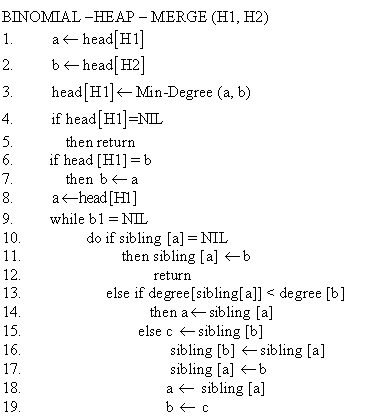 BINOMIAL –HEAP – MERGE (H1, H2)
1. a ← head[H1]
2. b ← head[H2]
3. head[H1] ← Min-Degree (a, b)
4. if head[H1]=NIL
5. then return
6. if head [H1] = b
7. then b ← a
8. a ←head[H1]
9. while b1 = NIL
10. do if sibling [a] = NIL
11. then sibling [a] ←b
12. return
13. else if degree[sibling[a]] < degree [b]
14. then a← sibling [a]
15. else c ← sibling [b]
16. sibling [b] ←sibling [a]
17. sibling [a] ← b
18. a ← sibling [a]
19. b ← c